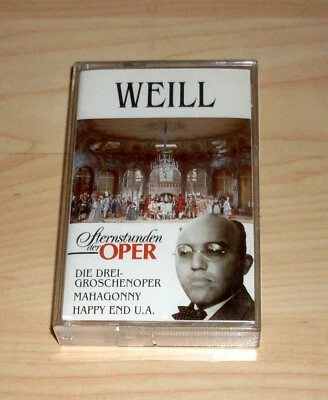 WEILL
Sternstunden
der OPER
DIE DREI-
GROSCHENOPER
MAHAGONNY
HAPPY END U.A.